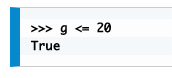 >>> g <= 20
True